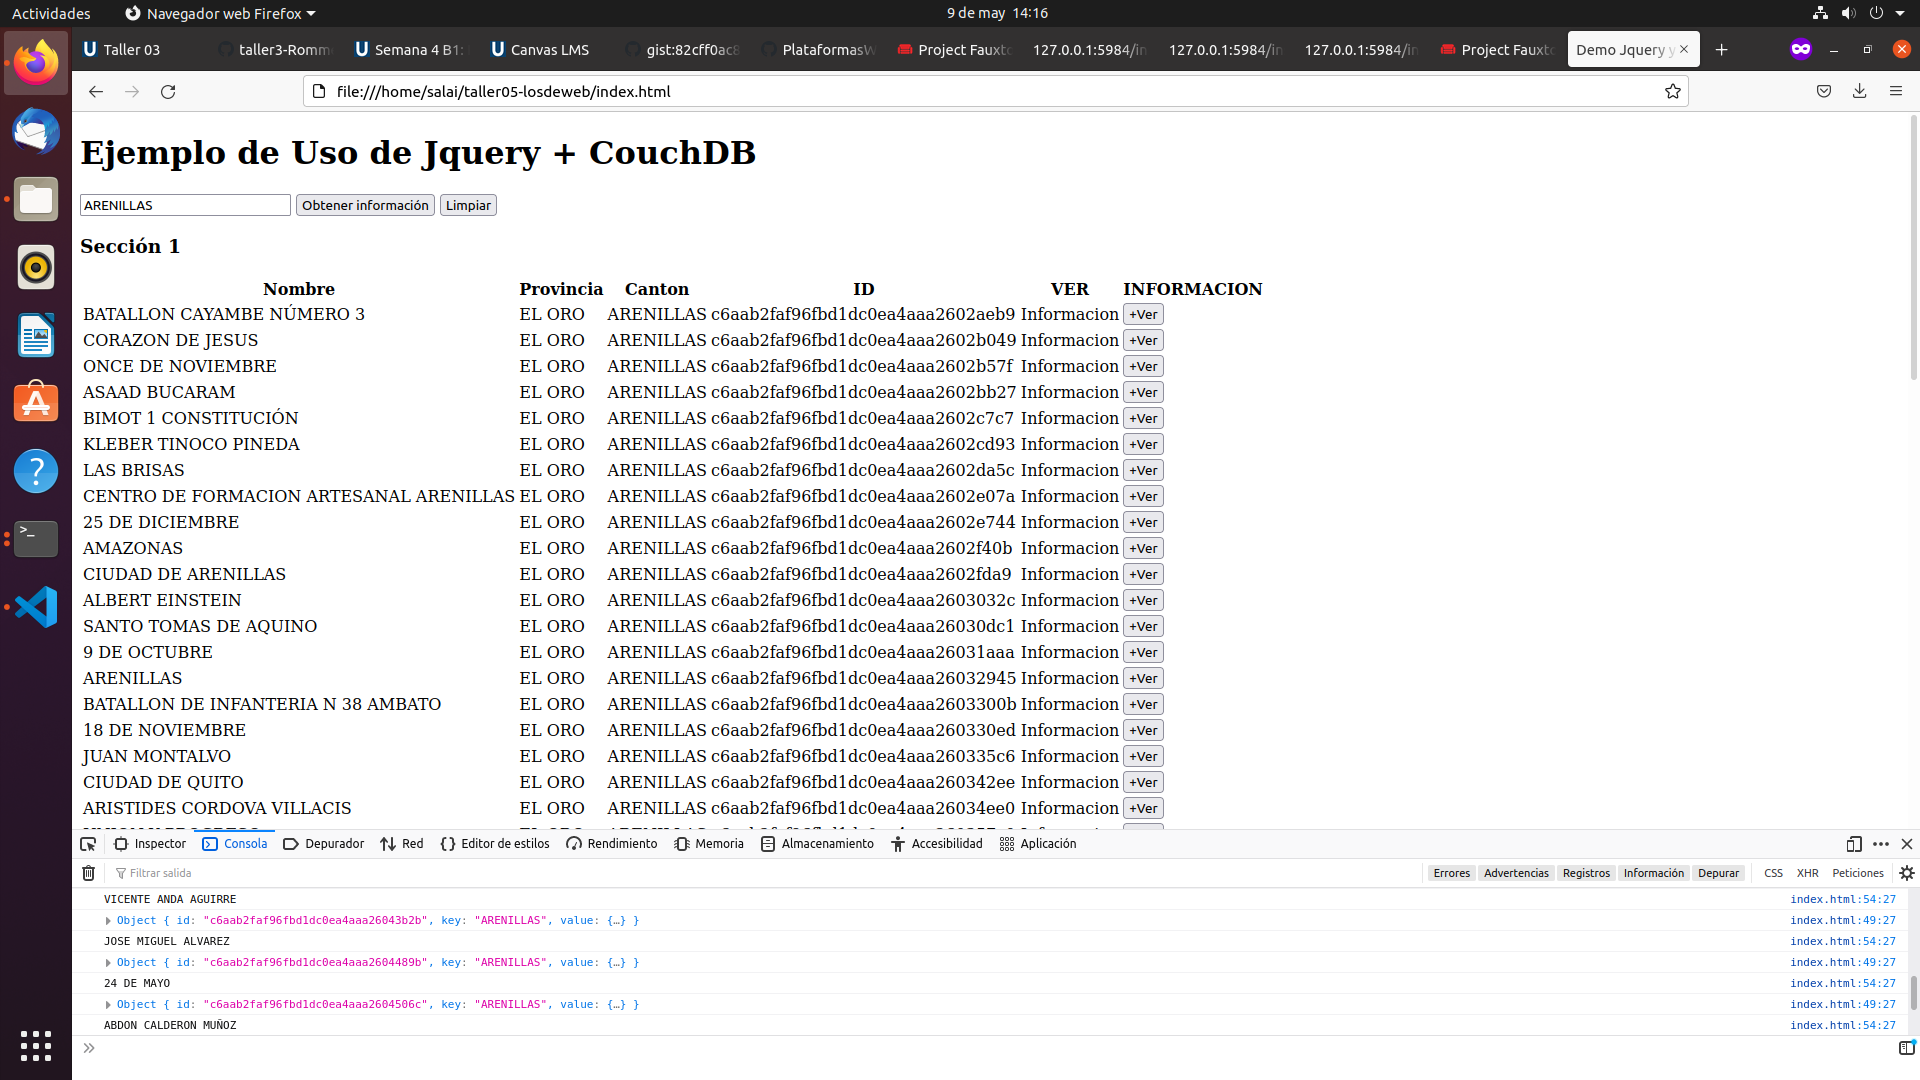 Actividades
Navegador web Firefox
9 de may 14:16
Taller 03
taller3-Romm
Semana 4 B1:
Canvas LMS
gist:82cff0ac8
PlataformasW
Project Fauxto
127.0.0.1:5984/in
127.0.0.1:5984/in
127.0.0.1:5984/in
Project Fauxto
Demo Jquery y
file:///home/salai/taller05-losdeweb/index.html
Ejemplo de Uso de Jquery + CouchDB
ARENILLAS Obtener información Limpiar
Sección 1
Nombre Provincia Canton ID VER INFORMACION
BATALLON CAYAMBE NÚMERO 3 EL ORO ARENILLAS c6aab2faf96fbd1dc0ea4aaa2602aeb9 Informacion +Ver
CORAZON DE JESUS EL ORO ARENILLAS c6aab2faf96fbd1dc0ea4aaa2602b049 Informacion +Ver
ONCE DE NOVIEMBRE EL ORO ARENILLAS c6aab2faf96fbd1dc0ea4aaa2602b57f Informacion +Ver
ASAAD BUCARAM EL ORO ARENILLAS c6aab2faf96fbd1dc0ea4aaa2602bb27 Informacion +Ver
BIMOT 1 CONSTITUCIÓN EL ORO ARENILLAS c6aab2faf96fbd1dc0ea4aaa2602c7c7 Informacion +Ver
KLEBER TINOCO PINEDA EL ORO ARENILLAS c6aab2faf96fbd1dc0ea4aaa2602cd93 Informacion +Ver
LAS BRISAS EL ORO ARENILLAS c6aab2faf96fbd1dc0ea4aaa2602da5c Informacion +Ver
CENTRO DE FORMACION ARTESANAL ARENILLAS EL ORO ARENILLAS c6aab2faf96fbd1dc0ea4aaa2602e07a Informacion +Ver
25 DE DICIEMBRE EL ORO ARENILLAS c6aab2faf96fbd1dc0ea4aaa2602e744 Informacion +Ver
AMAZONAS EL ORO ARENILLAS c6aab2faf96fbd1dc0ea4aaa2602f40b Informacion +Ver
CIUDAD DE ARENILLAS EL ORO ARENILLAS c6aab2faf96fbd1dc0ea4aaa2602fda9 Informacion +Ver
ALBERT EINSTEIN EL ORO ARENILLAS c6aab2faf96fbd1dc0ea4aaa2603032c Informacion +Ver
SANTO TOMAS DE AQUINO EL ORO ARENILLAS c6aab2faf96fbd1dc0ea4aaa26030dc1 Informacion +Ver
9 DE OCTUBRE EL ORO ARENILLAS c6aab2faf96fbd1dc0ea4aaa26031aaa Informacion +Ver
ARENILLAS EL ORO ARENILLAS c6aab2faf96fbd1dc0ea4aaa26032945 Informacion +Ver
BATALLON DE INFANTERIA N 38 AMBATO EL ORO ARENILLAS c6aab2faf96fbd1dc0ea4aaa2603300b Informacion +Ver
18 DE NOVIEMBRE EL ORO ARENILLAS c6aab2faf96fbd1dc0ea4aaa260330ed Informacion +Ver
JUAN MONTALVO EL ORO ARENILLAS c6aab2faf96fbd1dc0ea4aaa260335c6 Informacion +Ver
CIUDAD DE QUITO EL ORO ARENILLAS c6aab2faf96fbd1dc0ea4aaa260342ee Informacion +Ver
ARISTIDES CORDOVA VILLACIS EL ORO ARENILLAS c6aab2faf96fbd1dc0ea4aaa26034ee0 Informacion +Ver
Inspector Consola Depurador Red Editor de estilos Rendimiento Memoria Almacenamiento Accesibilidad Aplicación
Filtrar salida Errores Advertencias Registros Información Depurar CSS XHR Peticiones
VICENTE ANDA AGUIRRE index.html:54:27
Object { id: "c6aab2faf96fbd1dc0ea4aaa26043b2b", key: "ARENILLAS", value: {…} } index.html:49:27
JOSE MIGUEL ALVAREZ index.html:54:27
Object { id: "c6aab2faf96fbd1dc0ea4aaa2604489b", key: "ARENILLAS", value: {…} } index.html:49:27
24 DE MAYO index.html:54:27
Object { id: "c6aab2faf96fbd1dc0ea4aaa2604506c", key: "ARENILLAS", value: {…} } index.html:49:27
ABDON CALDERON MUÑOZ index.html:54:27